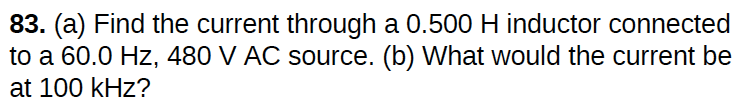 83. (a) Find the current through a 0.500 H inductor connected
to a 60.0 Hz, 480 V AC source. (b) What would the current be
at 100 kHz?